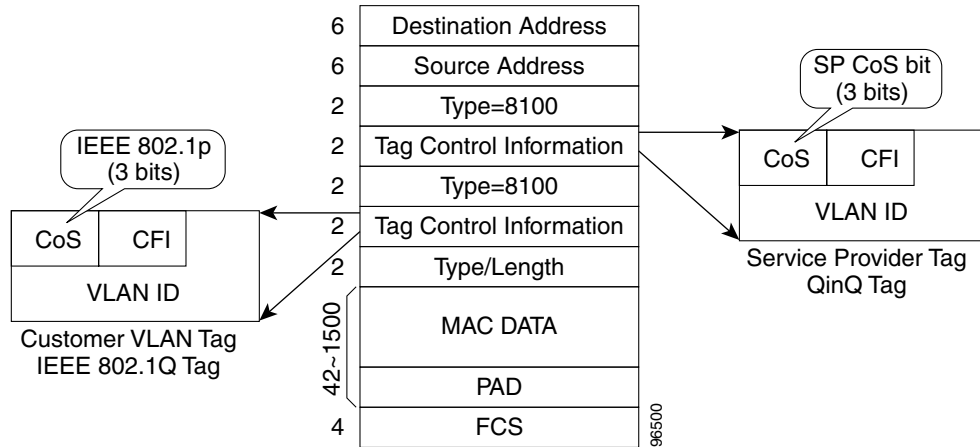 6 Destination Address
6 Source Address
2 Type=8100
2 Tag Control Information
2 Type=8100
2 Tag Control Information
2 Type/Length
42~1500
MAC DATA
PAD
4 FCS
IEEE 802.1p
(3 bits)
CoS CFI
VLAN ID
Customer VLAN Tag
IEEE 802.1Q Tag
SP CoS bit
(3 bits)
CoS CFI
VLAN ID
Service Provider Tag
QinQ Tag
96500